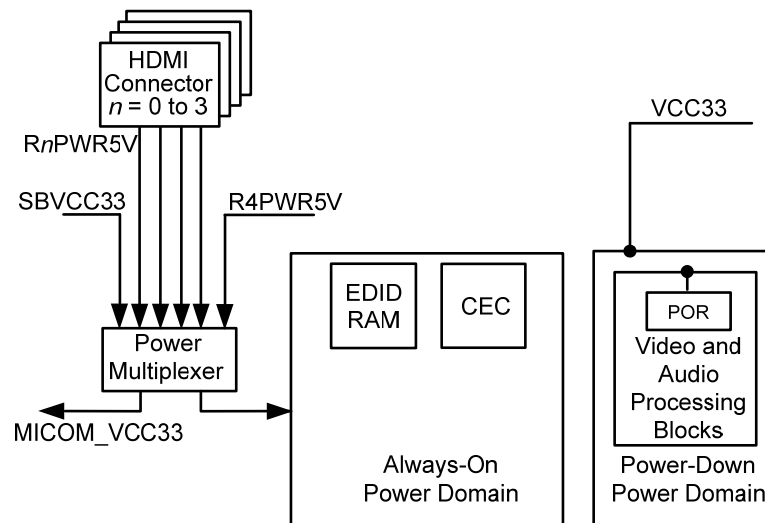 HDMI
Connector
n = 0 to 3
RnPWR5V
VCC33
SBVCC33
R4PWR5V
EDID
RAM
CEC
POR
Power
Multiplexer
Video and
Audio
Processing
Blocks
MICOM_VCC33
Always-On
Power Domain
Power-Down
Power Domain